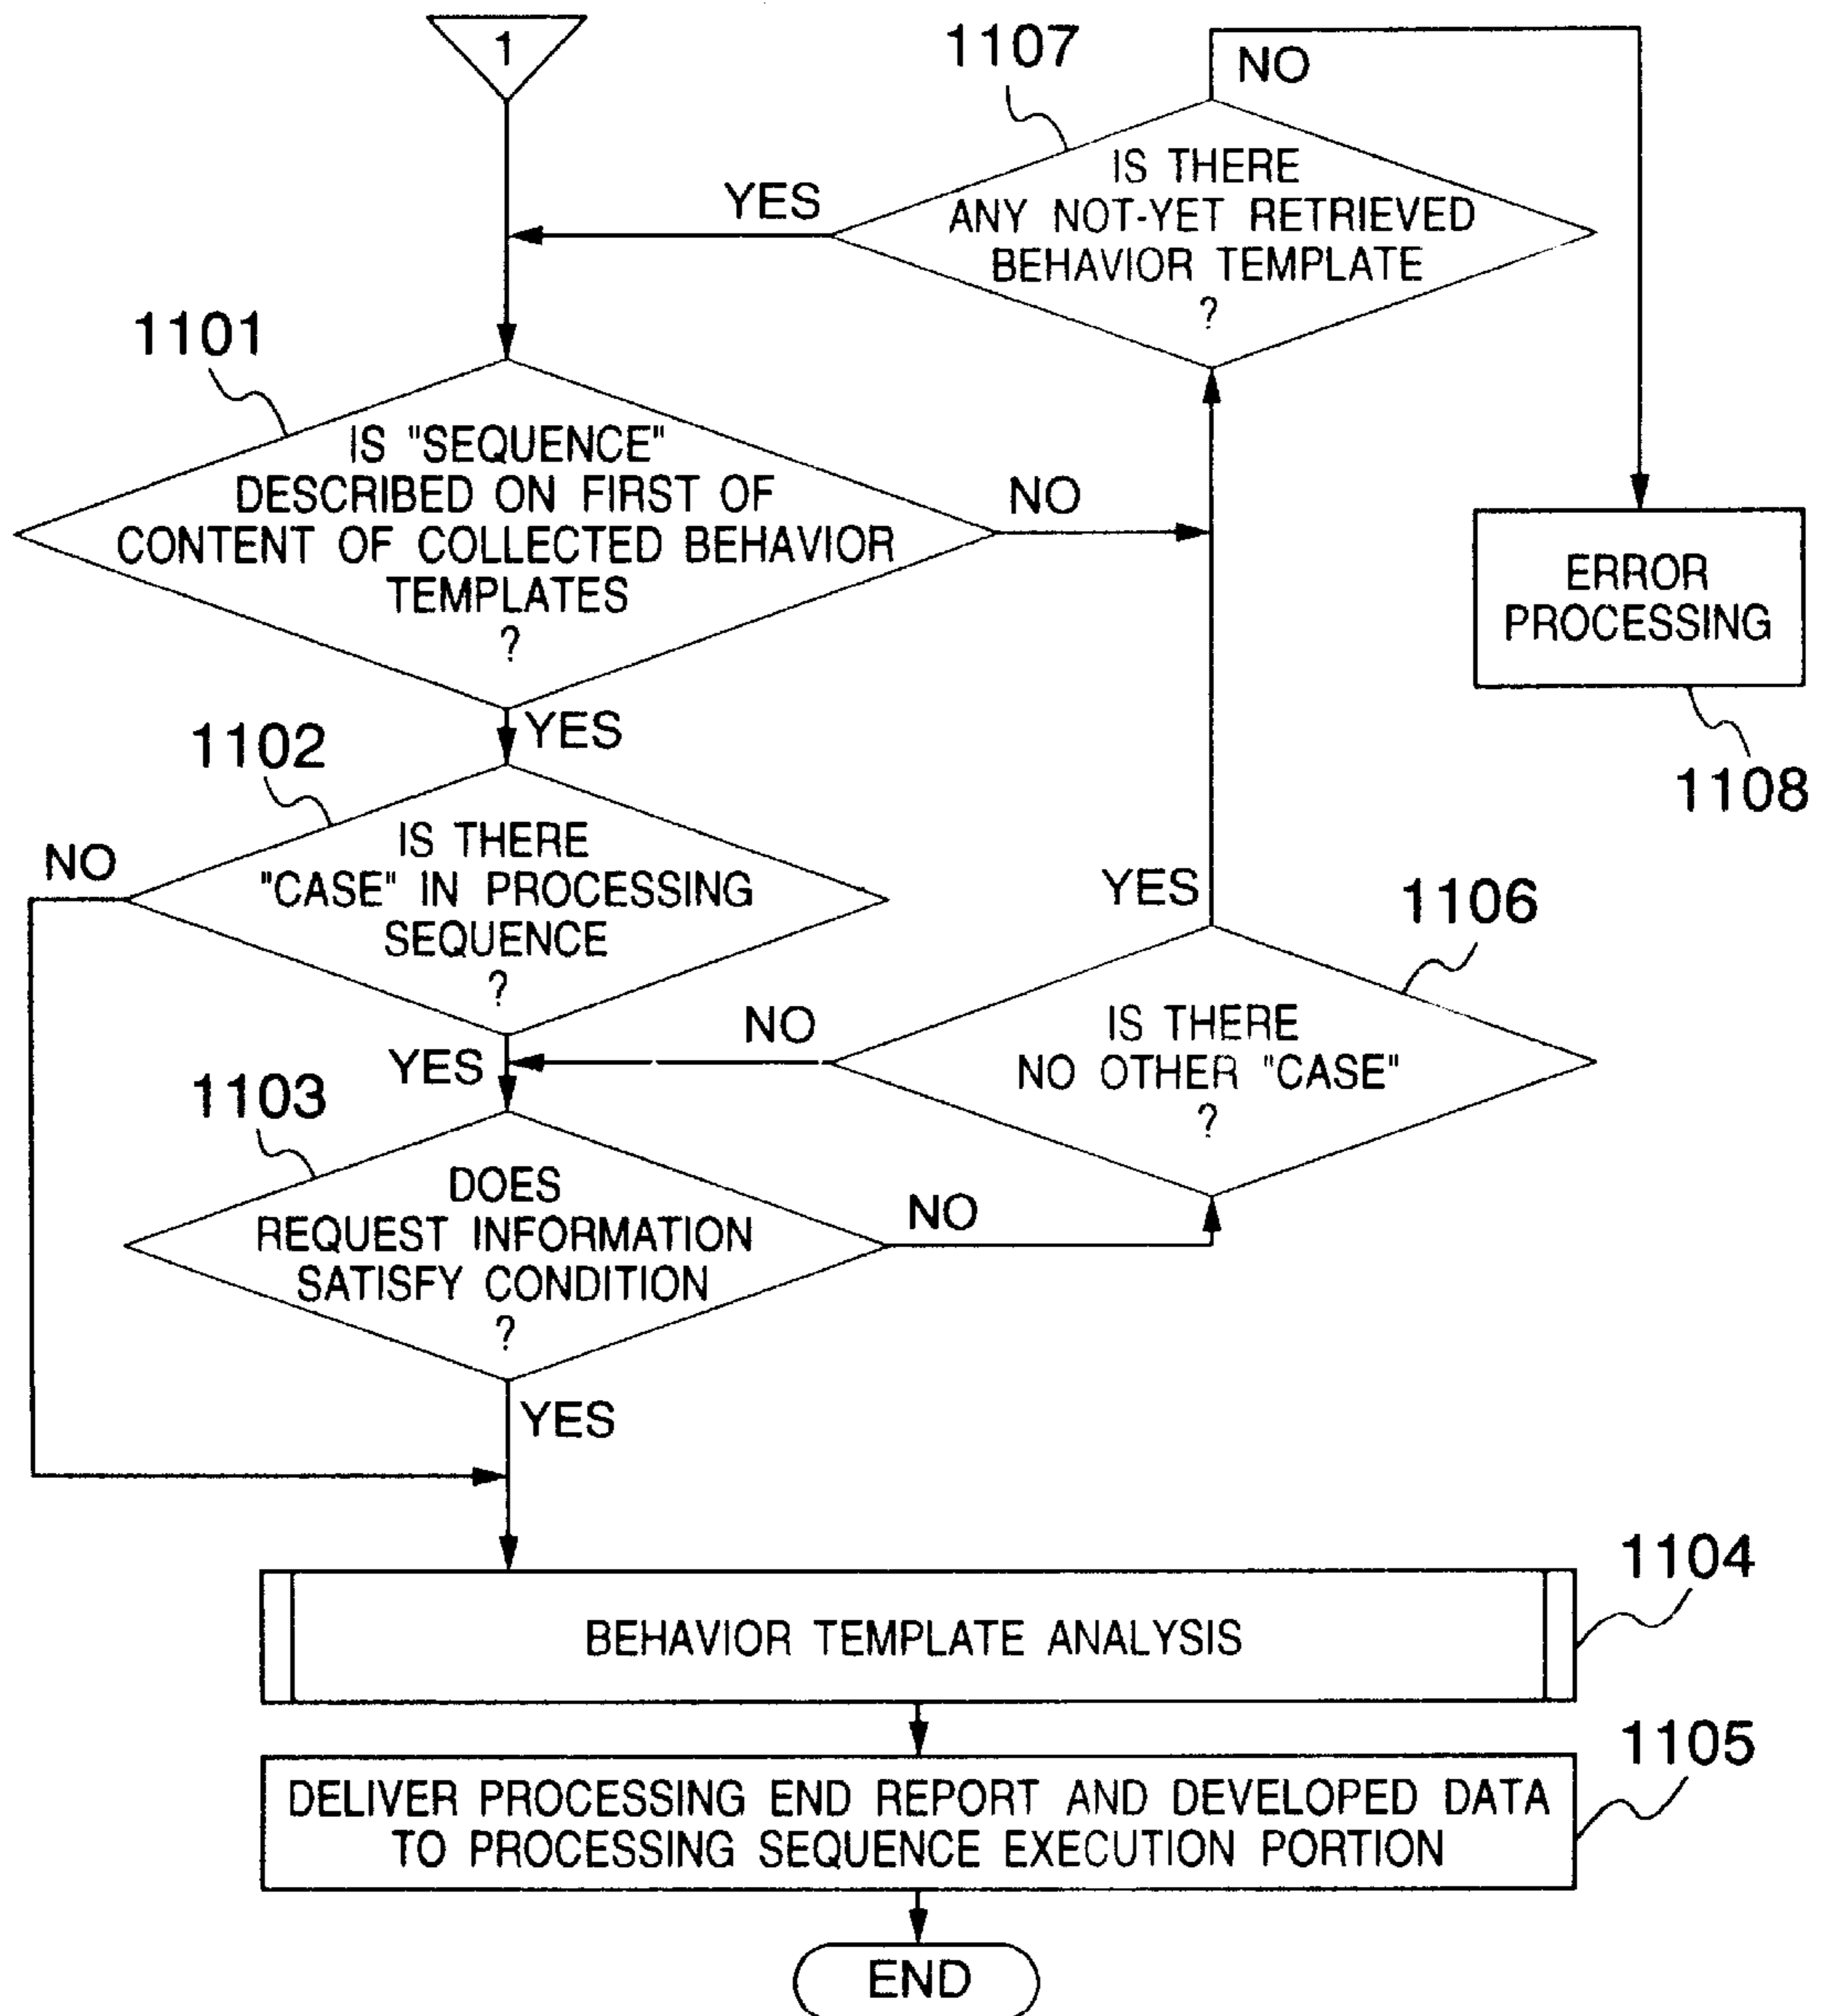 1
1107
NO
IS THERE
ANY NOT-YET RETRIEVED
BEHAVIOR TEMPLATE
?
YES
1101
IS "SEQUENCE"
DESCRIBED ON FIRST OF
CONTENT OF COLLECTED BEHAVIOR
TEMPLATES
?
NO
ERROR
PROCESSING
1108
YES
1102
IS THERE
"CASE" IN PROCESSING
SEQUENCE
?
NO
YES
1106
IS THERE
NO OTHER "CASE"
?
NO
YES
1103
DOES
REQUEST INFORMATION
SATISFY CONDITION
?
NO
YES
1104
BEHAVIOR TEMPLATE ANALYSIS
1105
DELIVER PROCESSING END REPORT AND DEVELOPED DATA
TO PROCESSING SEQUENCE EXECUTION PORTION
END